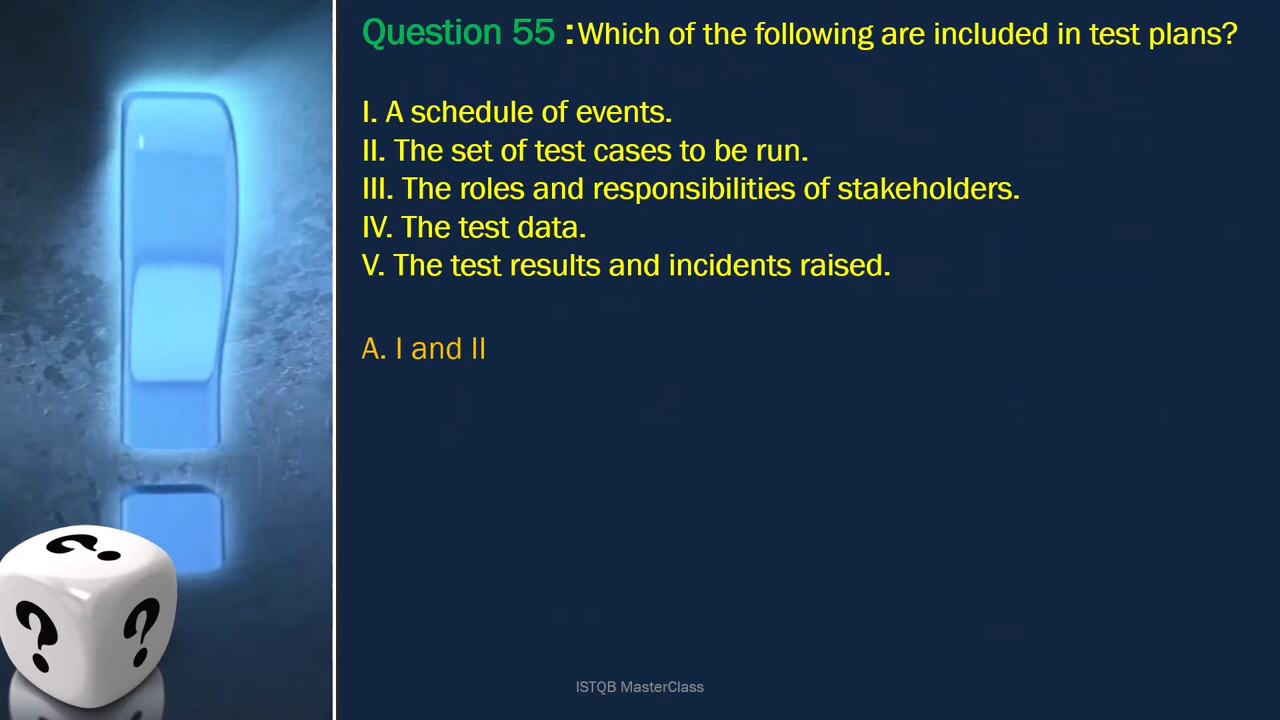 Question 55 : Which of the following are included in test plans?
I. A schedule of events.
II. The set of test cases to be run.
III. The roles and responsibilities of stakeholders.
IV. The test data.
V. The test results and incidents raised.
A. I and II
? ? ?
ISTQB MasterClass